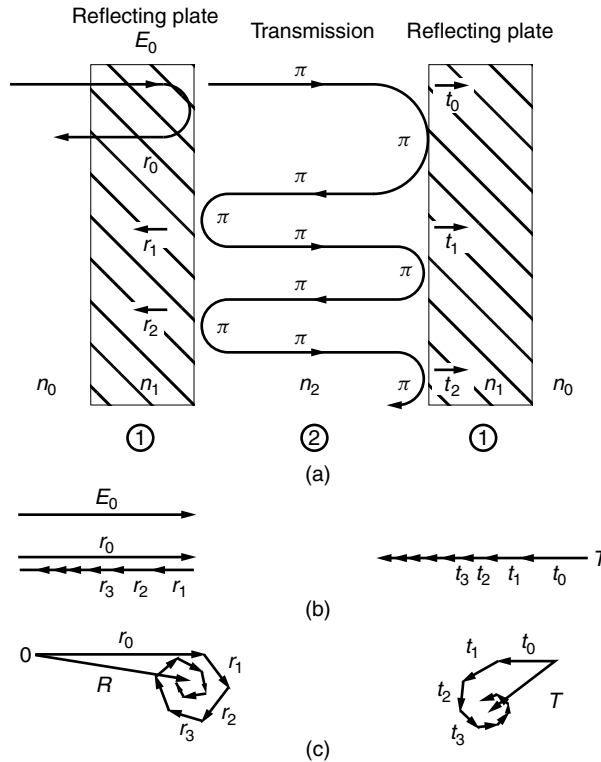 Reflecting plate Transmission Reflecting plate
E0
π
t0
π
r0
π
π
r1
t1
π
π
π
r2
π
π
π
t2
n0 n1 n2 n1 n0
1 2 1
(a)
E0
r0
r3 r2 r1
t3 t2 t1 t0 T
(b)
0 r0 r1
R
r3 r2
t1 t0
t2 T
t3
(c)